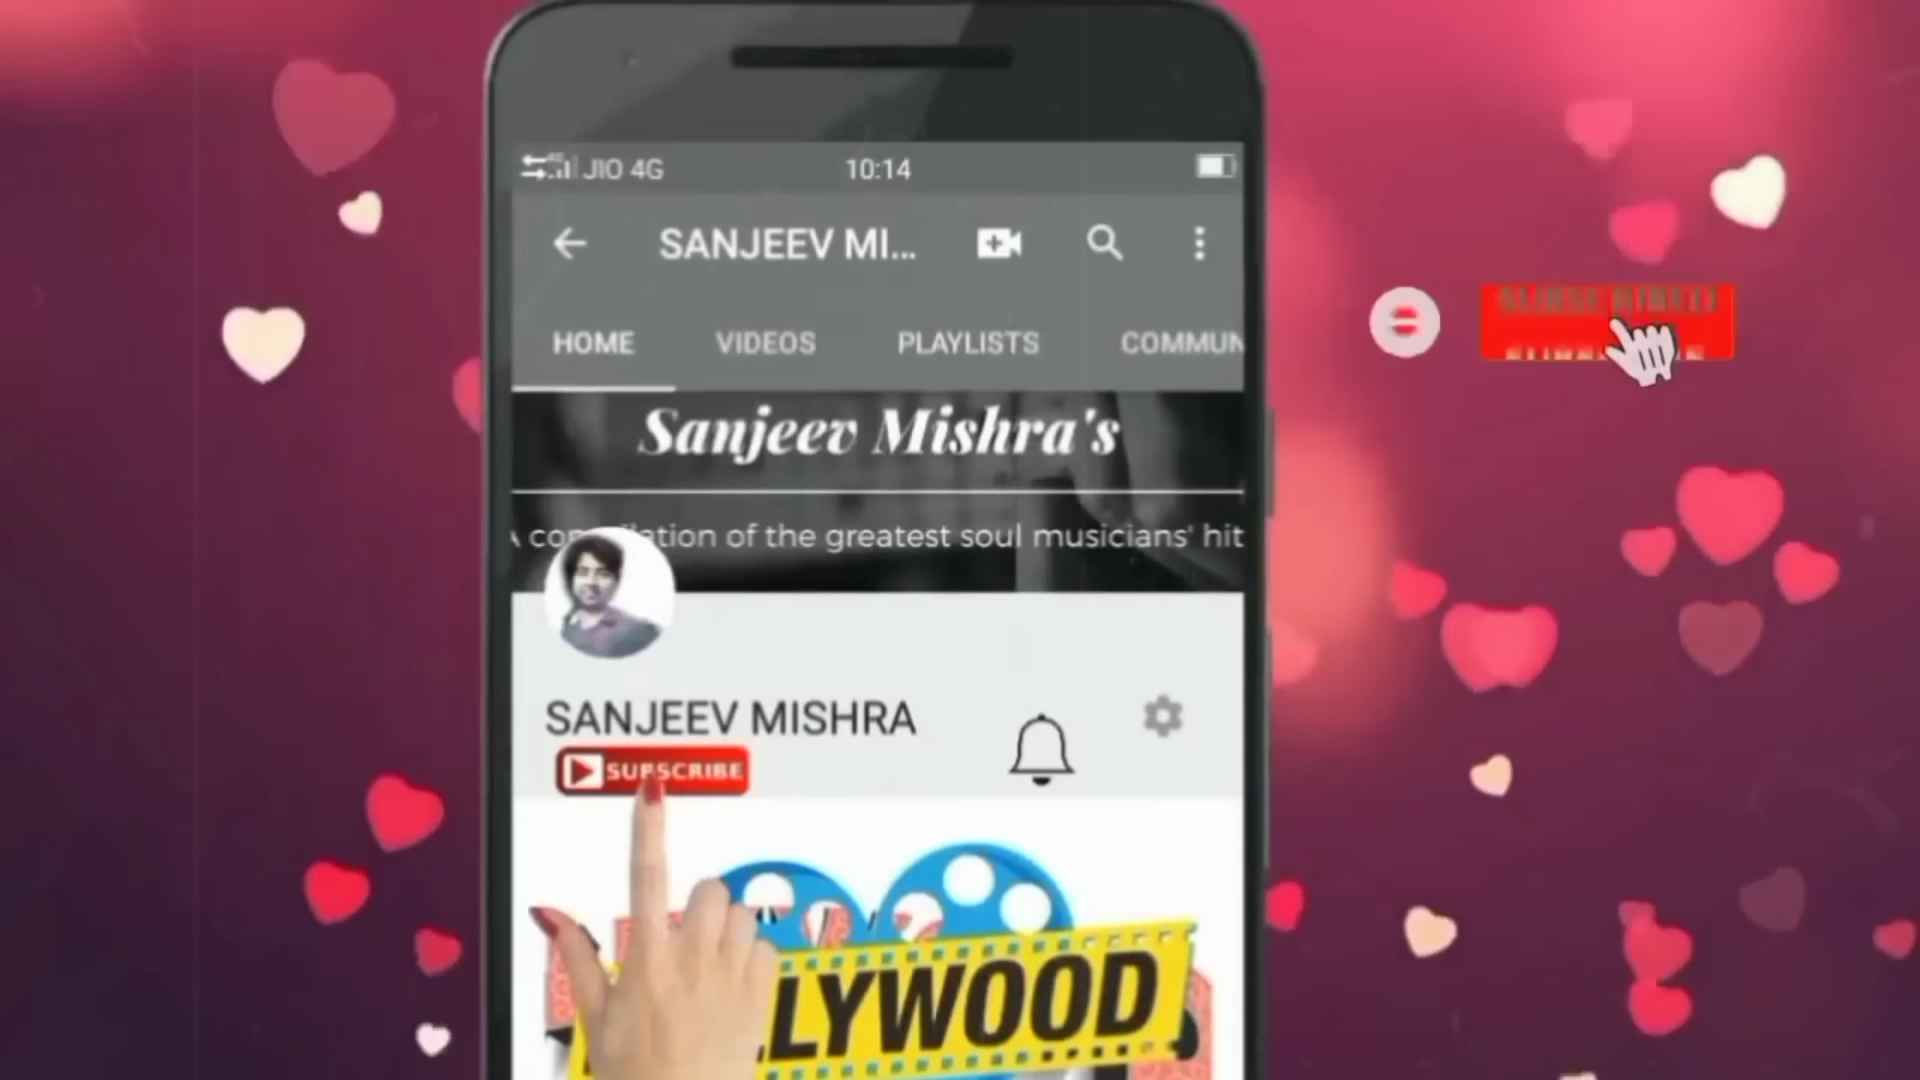 JIO 4G 10:14
SANJEEV MI...
HOME VIDEOS PLAYLISTS COMMUN
Sanjeev Mishra's
of the greatest soul musicians' hit
SANJEEV MISHRA
SUBSCRIBE
LYWOOD